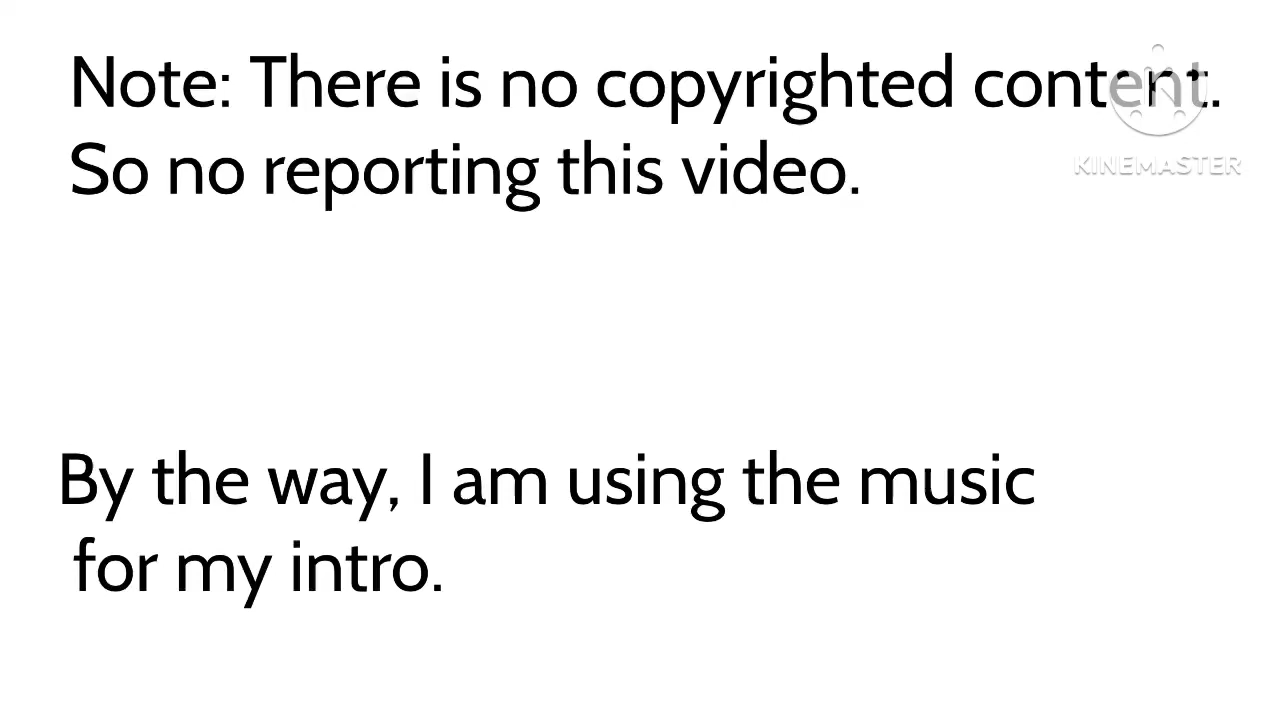 Note: There is no copyrighted content.
So no reporting this video.
KINEMASTER
By the way, I am using the music
for my intro.